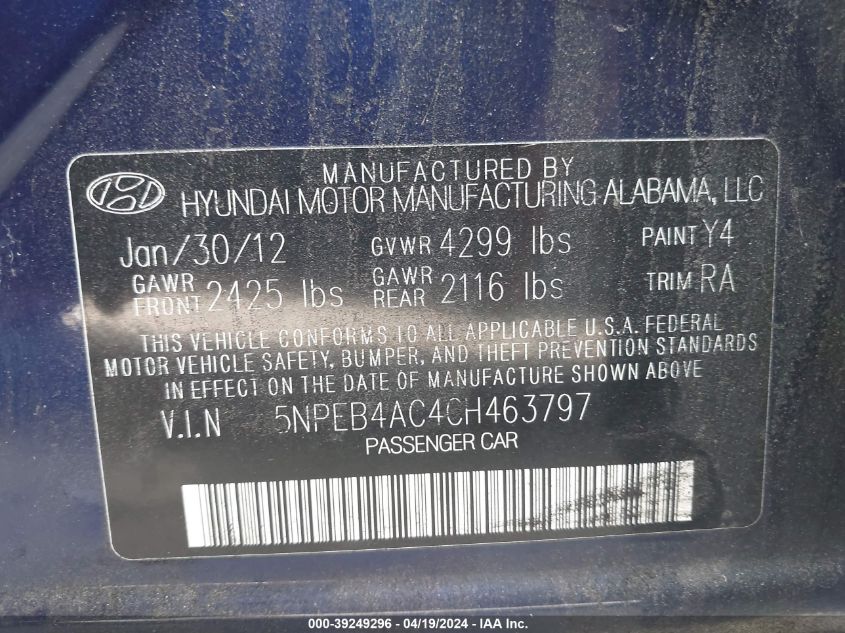 MANUFACTURED BY
HYUNDAI MOTOR MANUFACTURING ALABAMA, LLC
Jan/30/12 GVWR 4299 lbs PAINT Y4
GAWR FRONT 2425 lbs GAWR REAR 2116 lbs TRIM RA
THIS VEHICLE CONFORMS TO ALL APPLICABLE U.S.A. FEDERAL
MOTOR VEHICLE SAFETY, BUMPER, AND THEFT PREVENTION STANDARDS
IN EFFECT ON THE DATE OF MANUFACTURE SHOWN ABOVE
V.I.N 5NPEB4AC4CH463797
PASSENGER CAR
000-39249296 - 04/19/2024 - IAA, Inc.